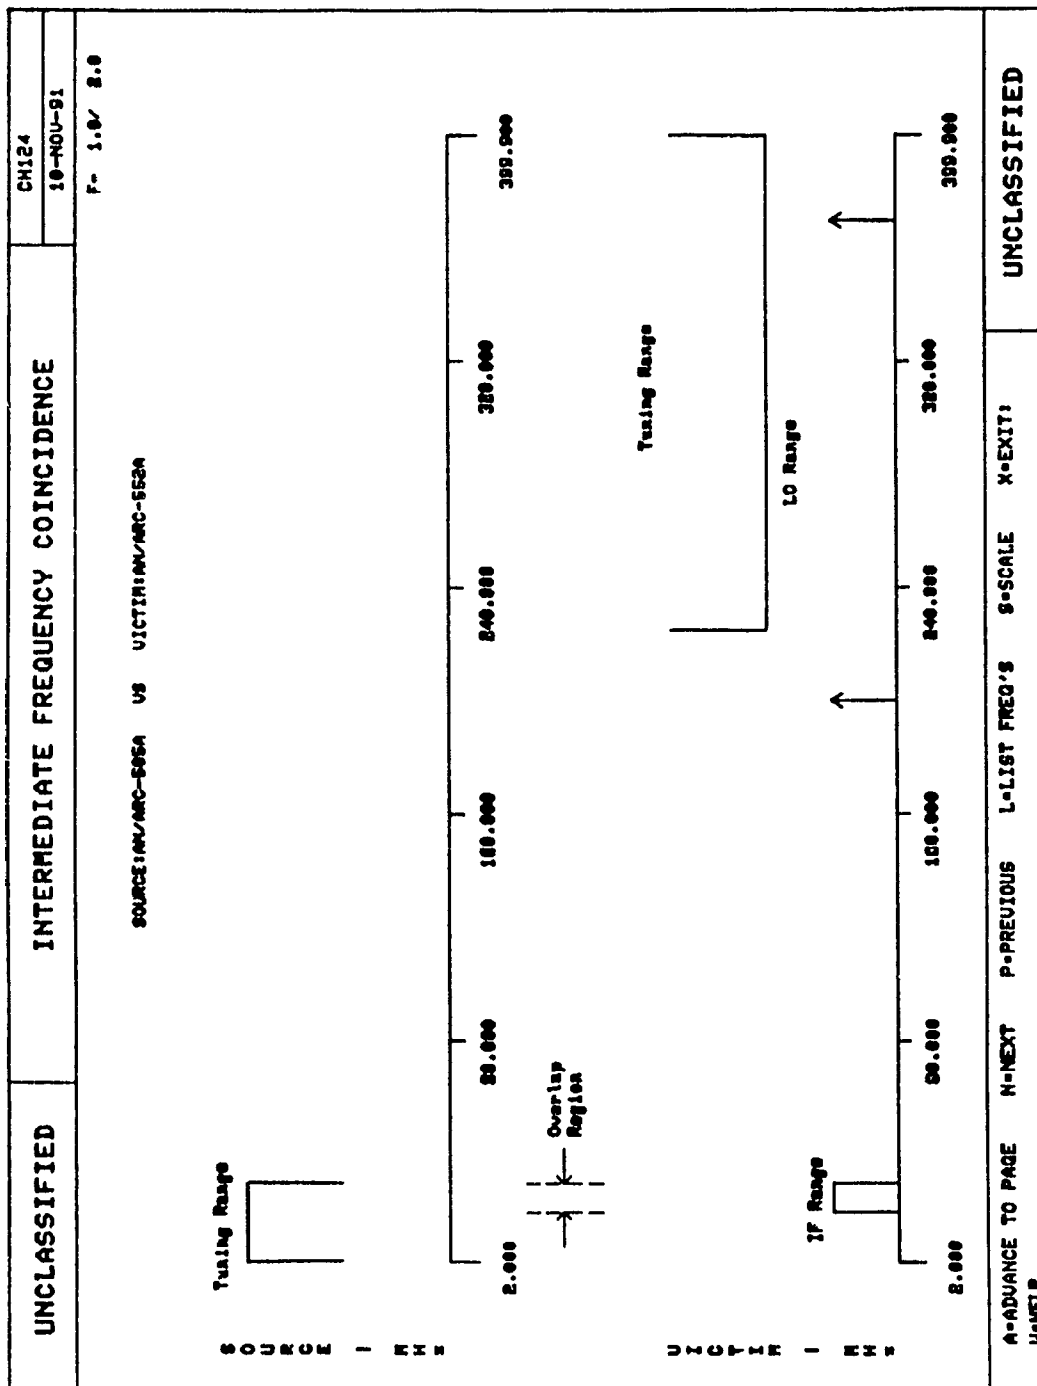 UNCLASSIFIED
INTERMEDIATE FREQUENCY COINCIDENCE
CH124
10-NOV-91
F= 1.0/ 2.0
SOURCE:AN/ARC-505A VS VICTIM:AN/ARC-552A
SOURCE - MHz
Tuning Range
2.000
80.000
160.000
240.000
320.000
399.900
Overlap
Region
VICTIM - MHz
Tuning Range
LO Range
IF Range
2.000
80.000
160.000
240.000
320.000
399.900
A=ADVANCE TO PAGE N=NEXT P=PREVIOUS L=LIST FREQ'S S=SCALE X=EXIT:
H=HELP
UNCLASSIFIED